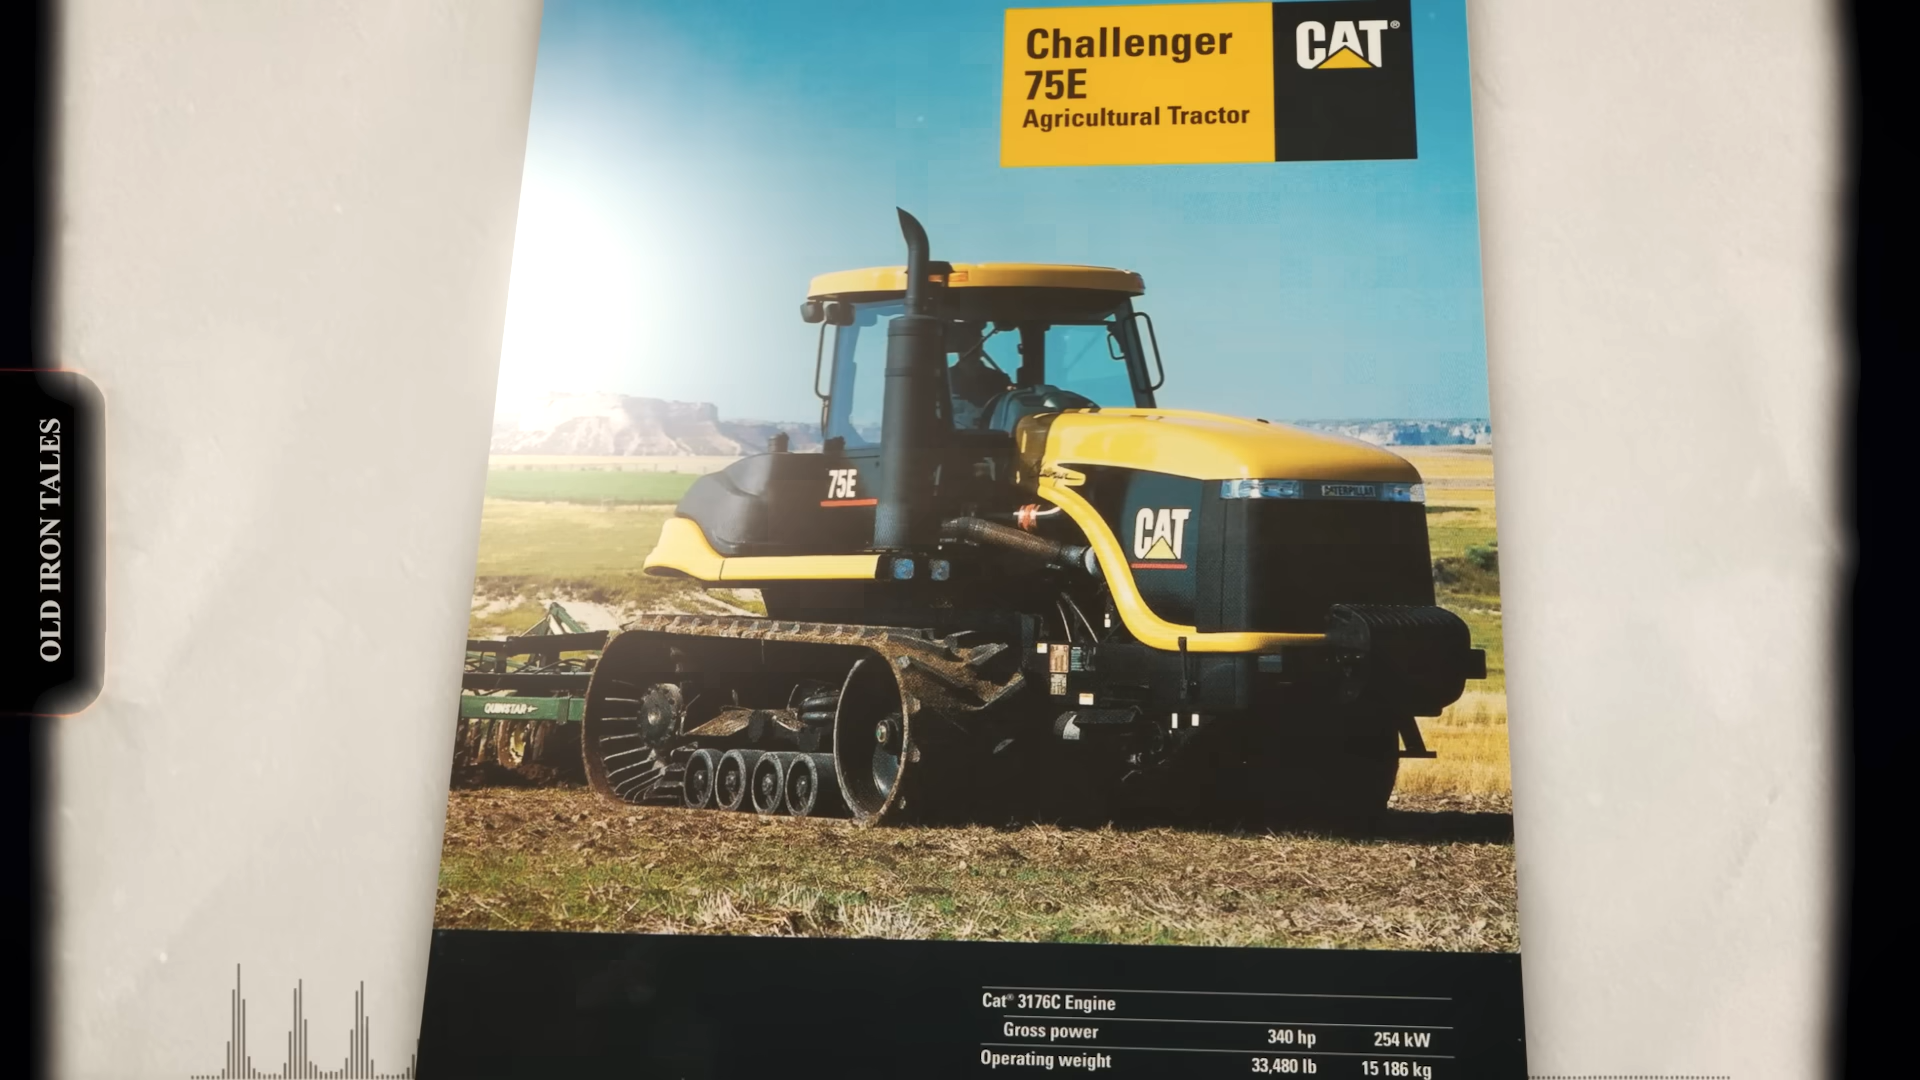 Challenger
75E
Agricultural Tractor
CAT®
75E
CATERPILLAR
CAT
QUINSTAR
OLD IRON TALES
Cat® 3176C Engine
Gross power 340 hp 254 kW
Operating weight 33,480 lb 15 186 kg